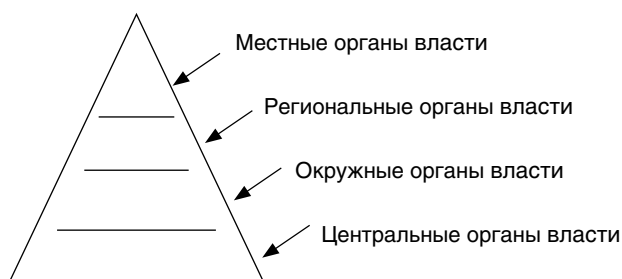 Местные органы власти
Региональные органы власти
Окружные органы власти
Центральные органы власти